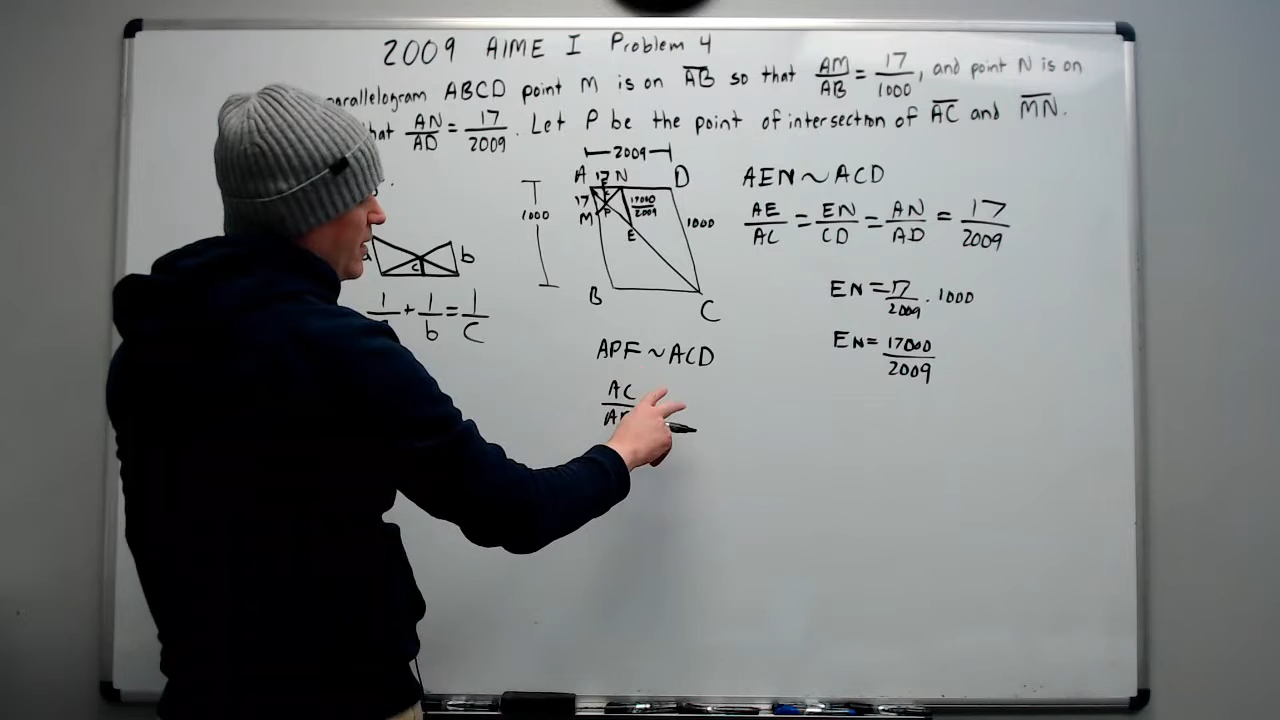 2009 AIME I Problem 4
parallelogram ABCD point M is on AB so that AM/AB = 17/1000, and point N is on
that AN/AD = 17/2009. Let P be the point of intersection of AC and MN.
2009
A 17 N D
17
M
P
17000/2009
E
1000
1000
B
C
a
b
c
1/ + 1/b = 1/C
AEN ~ ACD
AE/AC = EN/CD = AN/AD = 17/2009
EN = 17/2009 · 1000
EN = 17000/2009
APF ~ ACD
AC